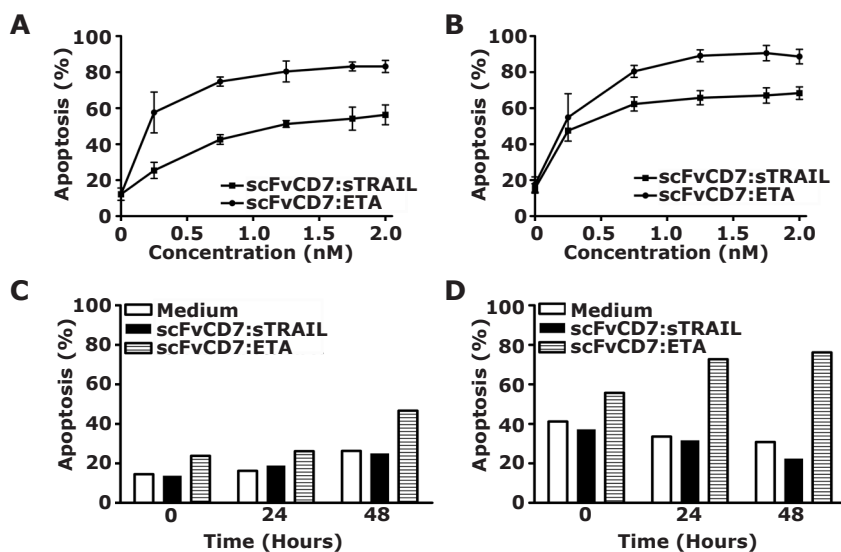 A
Apoptosis (%)
100
80
60
40
20
0
scFvCD7:sTRAIL
scFvCD7:ETA
0 0.5 1.0 1.5 2.0
Concentration (nM)
B
Apoptosis (%)
100
80
60
40
20
0
scFvCD7:sTRAIL
scFvCD7:ETA
0 0.5 1.0 1.5 2.0
Concentration (nM)
C
Apoptosis (%)
100
80
60
40
20
0
Medium
scFvCD7:sTRAIL
scFvCD7:ETA
0 24 48
Time (Hours)
D
Apoptosis (%)
100
80
60
40
20
0
Medium
scFvCD7:sTRAIL
scFvCD7:ETA
0 24 48
Time (Hours)